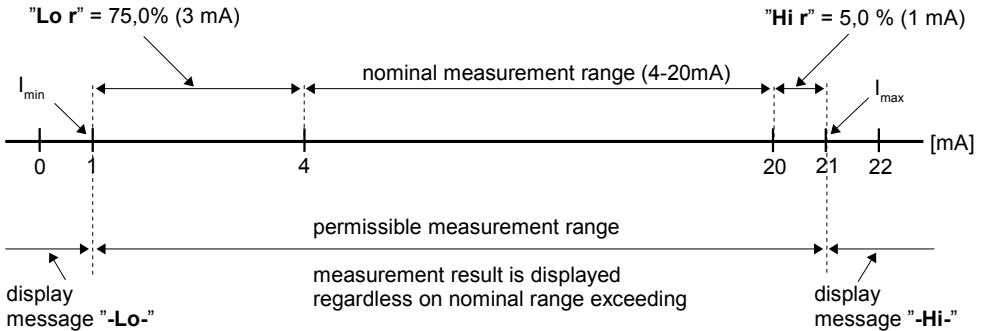 "Lo r" = 75,0% (3 mA)
"Hi r" = 5,0 % (1 mA)
nominal measurement range (4-20mA)
Imin
Imax
[mA]
0 1 4 20 21 22
permissible measurement range
measurement result is displayed
regardless on nominal range exceeding
display
message "-Lo-"
display
message "-Hi-"